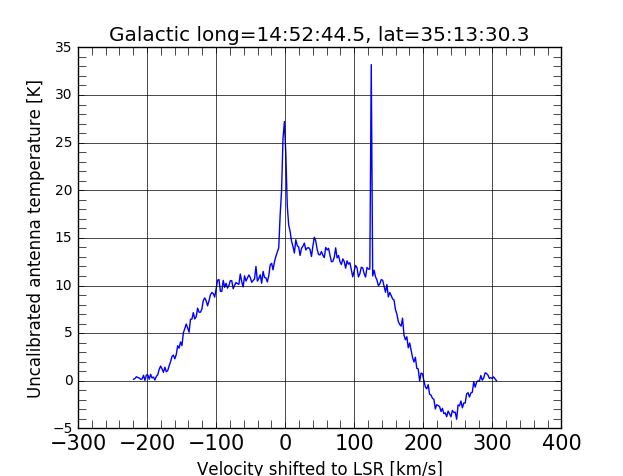 Galactic long=14:52:44.5, lat=35:13:30.3
Uncalibrated antenna temperature [K]
35
30
25
20
15
10
5
0
−5
−300 −200 −100 0 100 200 300 400
Velocity shifted to LSR [km/s]